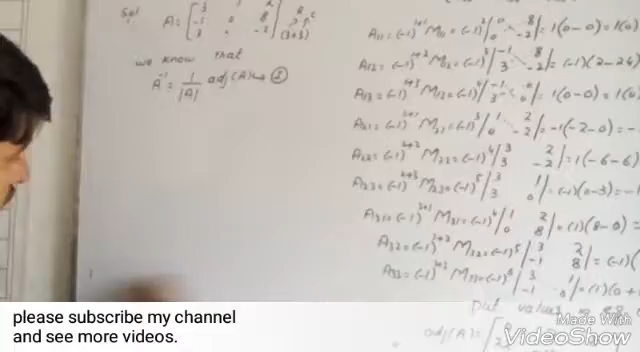 Sol A = [3 1 2
-1 0 8
3 0 -2] (3×3)
we know that
A⁻¹ = 1/|A| adj(A) → ①
A11 = (-1)^1+1 M11 = (-1)^2 |0 8 / 0 -2| = 1(0-0) = 1(0)
A12 = (-1)^1+2 M12 = (-1)^3 |-1 8 / 3 -2| = (-1)(2-24)
A13 = (-1)^1+3 M13 = (-1)^4 |-1 0 / 3 0| = 1(0-0) = 1(0)
A21 = (-1)^2+1 M21 = (-1)^3 |1 2 / 0 -2| = -1(-2-0) = -
A22 = (-1)^2+2 M22 = (-1)^4 |3 2 / 3 -2| = 1(-6-6)
A23 = (-1)^2+3 M23 = (-1)^5 |3 1 / 3 0| = (-1)(0-3) = -1
A31 = (-1)^3+1 M31 = (-1)^4 |1 2 / 0 8| = (1)(8-0) =
A32 = (-1)^3+2 M32 = (-1)^5 |3 2 / -1 8| = (-1)(
A33 = (-1)^3+3 M33 = (-1)^6 |3 1 / -1 0| = (1)(0+
put values in eq
adj(A) = [
please subscribe my channel
and see more videos.
Made With
VideoShow